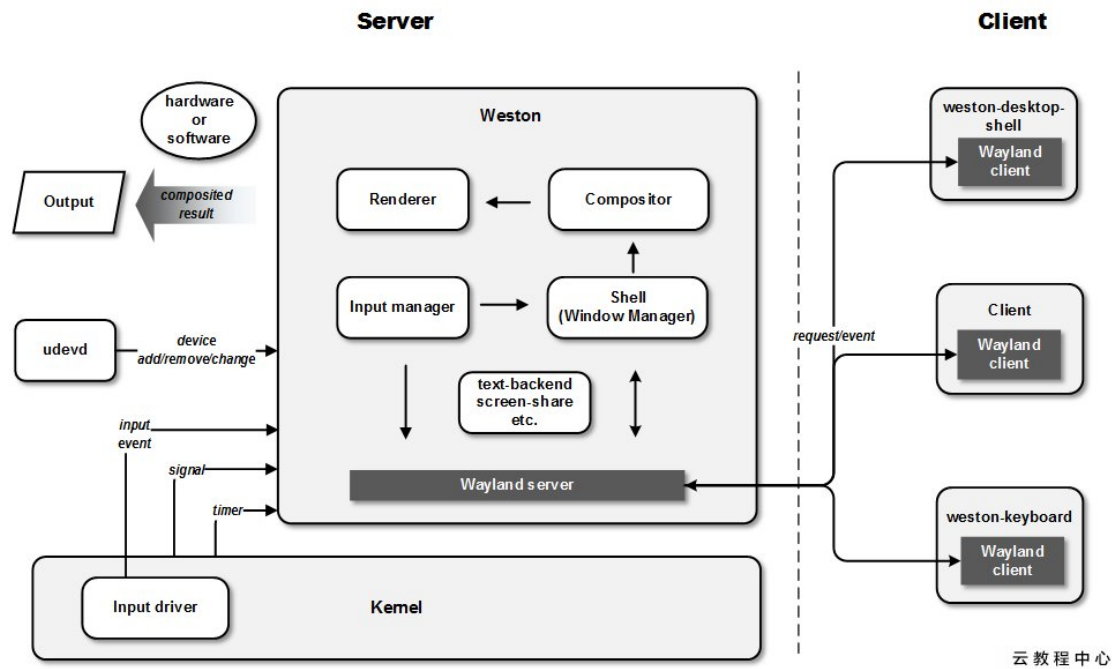 Server
Client
hardware
or
software
Weston
weston-desktop-
shell
Wayland
client
Output
composited
result
Renderer
Compositor
Input manager
Shell
(Window Manager)
Client
Wayland
client
request/event
udevd
device
add/remove/change
text-backend
screen-share
etc.
input
event
signal
Wayland server
timer
weston-keyboard
Wayland
client
Input driver
Kernel
云教程中心